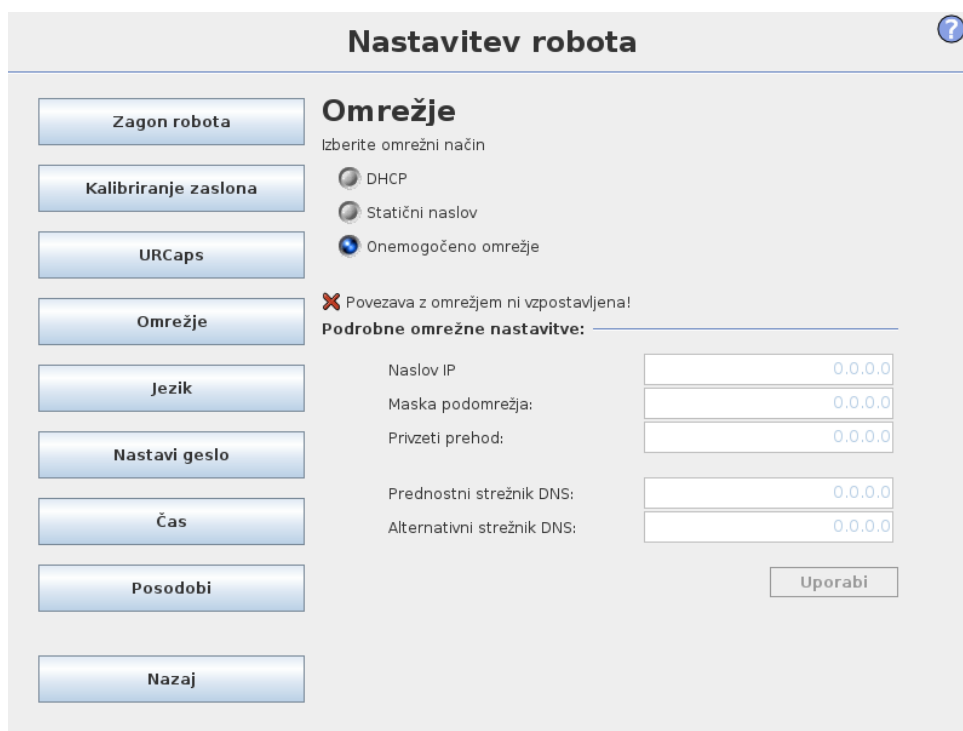 Nastavitev robota
?
Zagon robota
Kalibriranje zaslona
URCaps
Omrežje
Jezik
Nastavi geslo
Čas
Posodobi
Nazaj
Omrežje
Izberite omrežni način
DHCP
Statični naslov
Onemogočeno omrežje
Povezava z omrežjem ni vzpostavljena!
Podrobne omrežne nastavitve:
Naslov IP 0.0.0.0
Maska podomrežja: 0.0.0.0
Privzeti prehod: 0.0.0.0
Prednostni strežnik DNS: 0.0.0.0
Alternativni strežnik DNS: 0.0.0.0
Uporabi